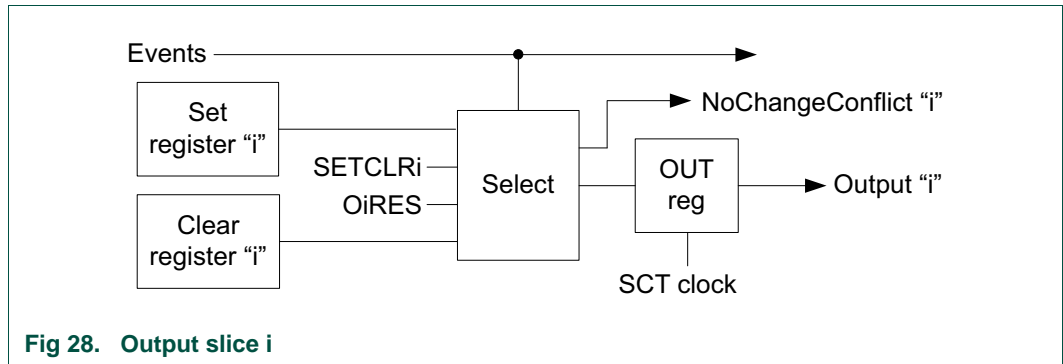 Events
Set
register “i”
NoChangeConflict “i”
SETCLRi
Select
OUT
reg
Output “i”
OiRES
Clear
register “i”
SCT clock
Fig 28. Output slice i